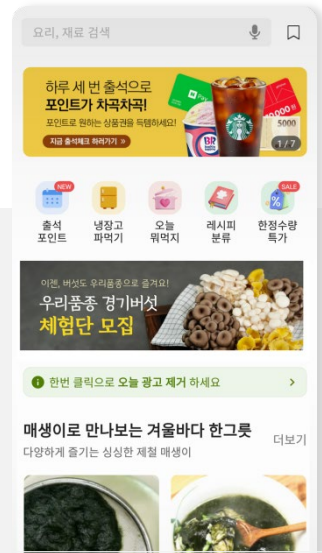 요리, 재료 검색
하루 세 번 출석으로
포인트가 차곡차곡!
포인트로 원하는 상품권을 득템하세요!
지금 출석체크 하러가기 »
Pay
BR
5000
1 / 7
NEW
SALE
출석
포인트
냉장고
파먹기
오늘
뭐먹지
레시피
분류
한정수량
특가
이젠, 버섯도 우리품종으로 즐겨요!
우리품종 경기버섯
체험단 모집
한번 클릭으로 오늘 광고 제거 하세요
매생이로 만나보는 겨울바다 한그릇
더보기
다양하게 즐기는 싱싱한 제철 매생이